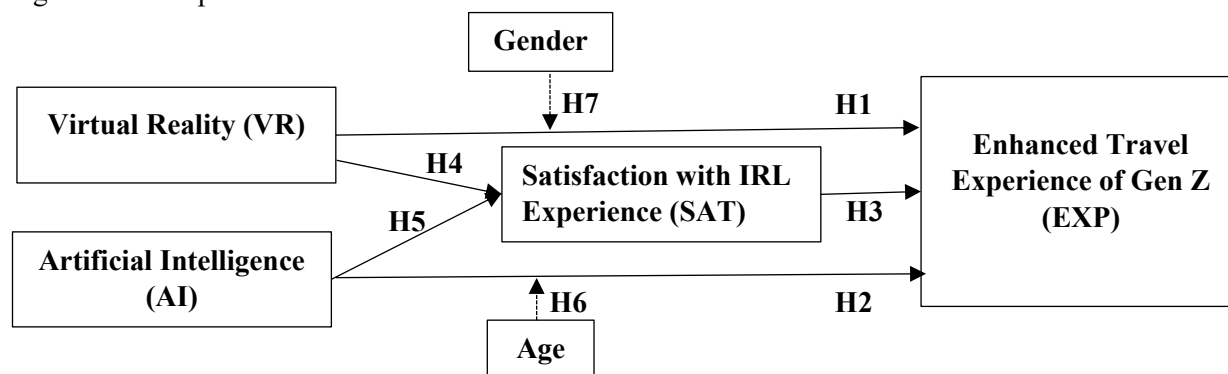 Gender
H7
H1
Virtual Reality (VR)
H4
Satisfaction with IRL
Experience (SAT)
Enhanced Travel
Experience of Gen Z
(EXP)
H3
H5
Artificial Intelligence
(AI)
H6
H2
Age